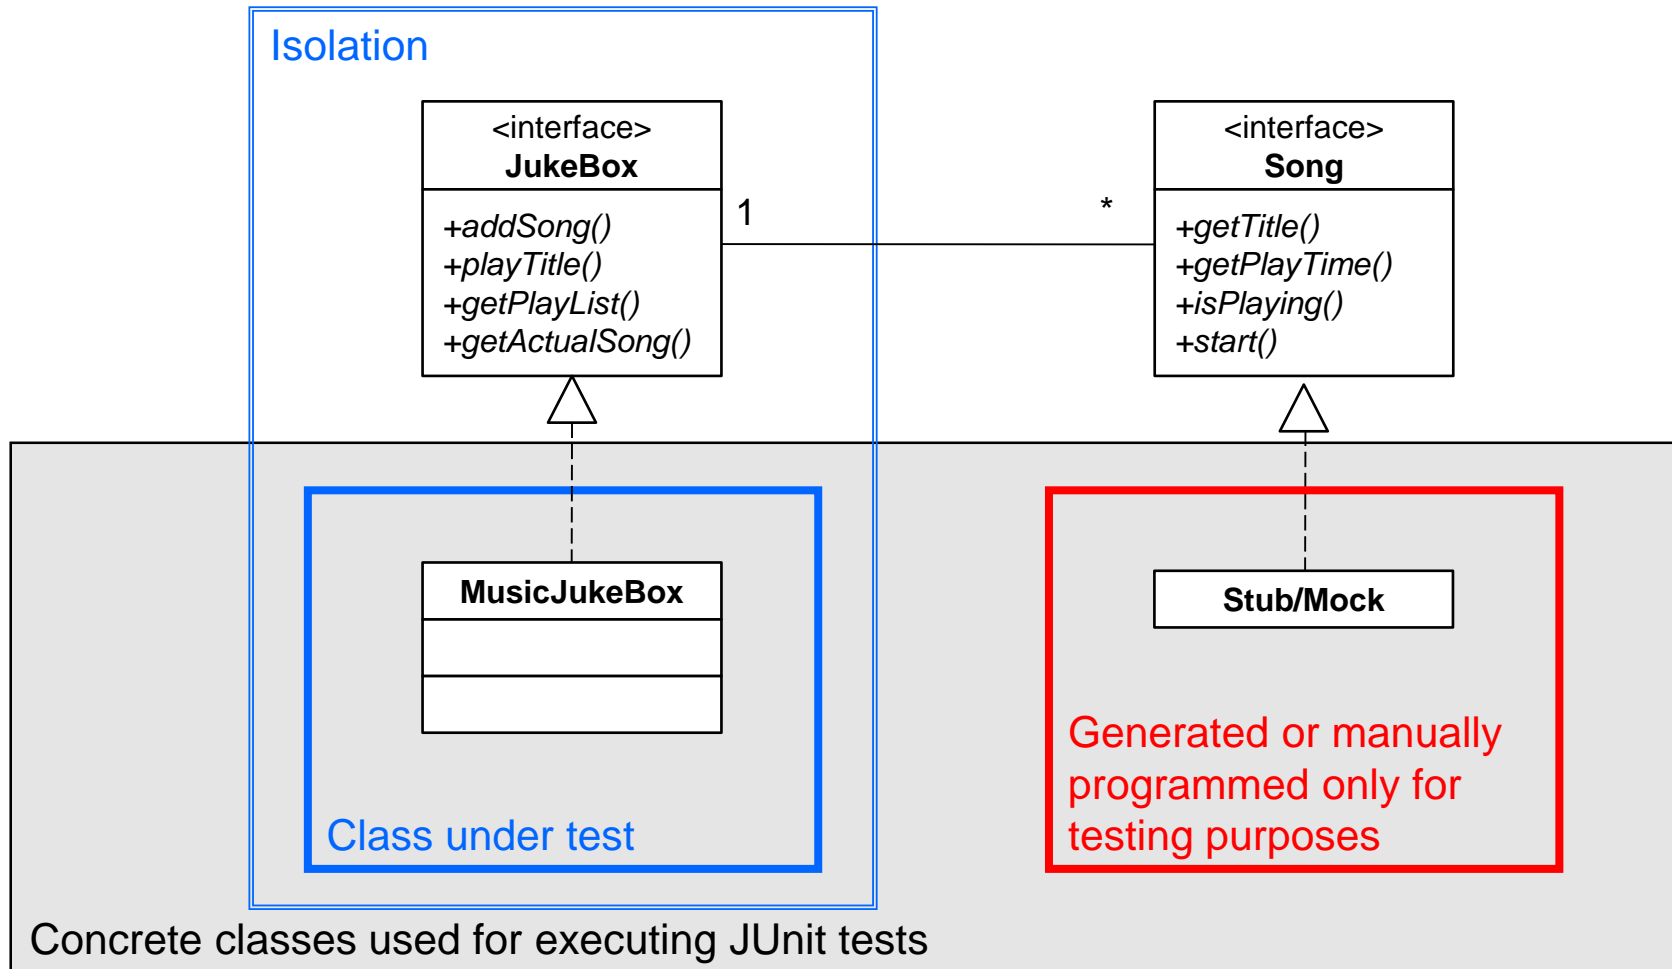 Isolation
<interface>
JukeBox
+addSong()
+playTitle()
+getPlayList()
+getActualSong()
1
*
<interface>
Song
+getTitle()
+getPlayTime()
+isPlaying()
+start()
MusicJukeBox
Class under test
Stub/Mock
Generated or manually
programmed only for
testing purposes
Concrete classes used for executing JUnit tests